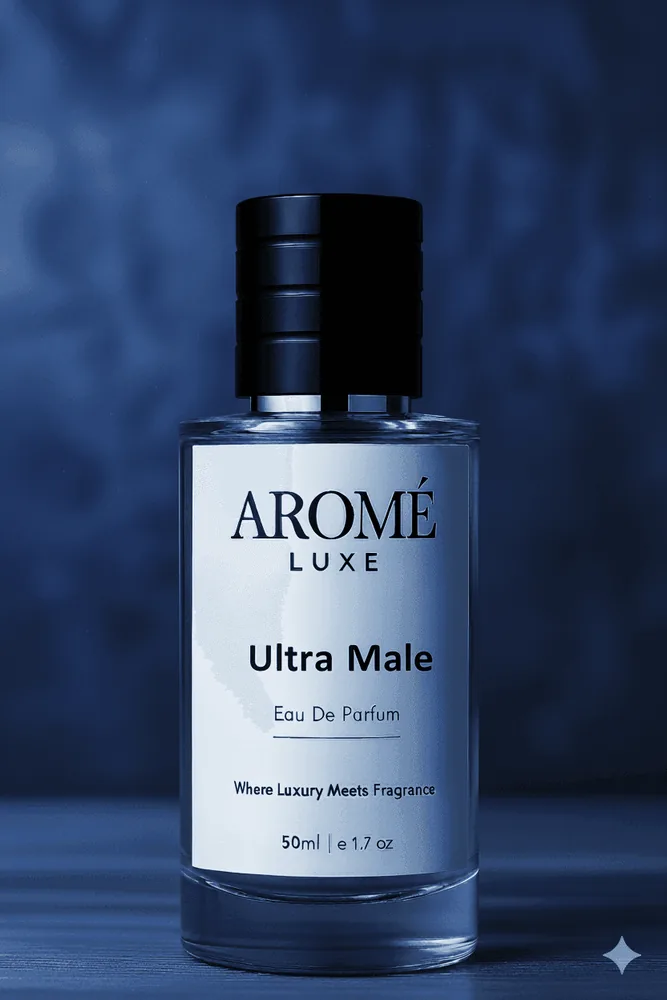 AROMÉ
LUXE
Ultra Male
Eau De Parfum
Where Luxury Meets Fragrance
50ml | e 1.7 oz